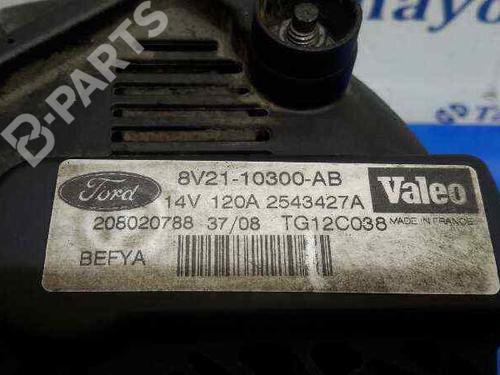 B-PARTS
Ford
8V21-10300-AB
Valeo
14V 120A 2543427A
208020788 37/08 TG12C038
MADE IN FRANCE
BEFYA